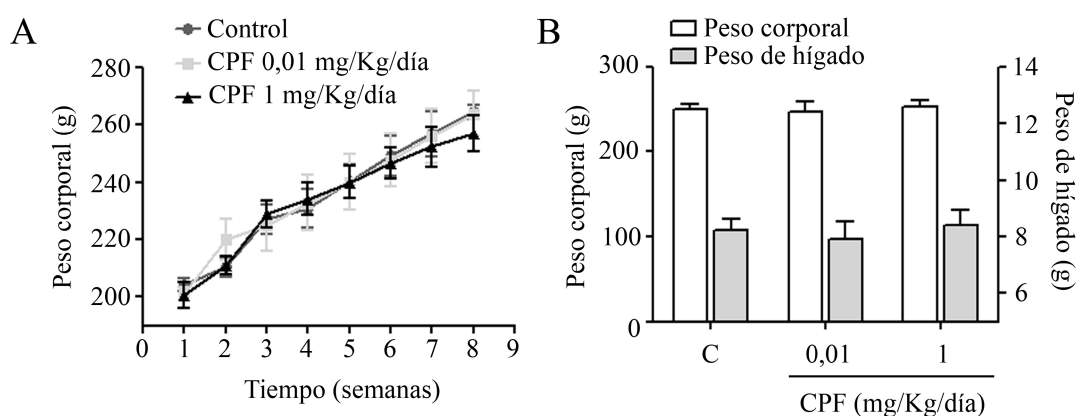 A
Control
CPF 0,01 mg/Kg/día
CPF 1 mg/Kg/día
280
260
240
220
200
Peso corporal (g)
0 1 2 3 4 5 6 7 8 9
Tiempo (semanas)
B
Peso corporal
Peso de hígado
300
200
100
0
Peso corporal (g)
14
12
10
8
6
Peso
de hígado (g)
C 0,01 1
CPF (mg/Kg/día)